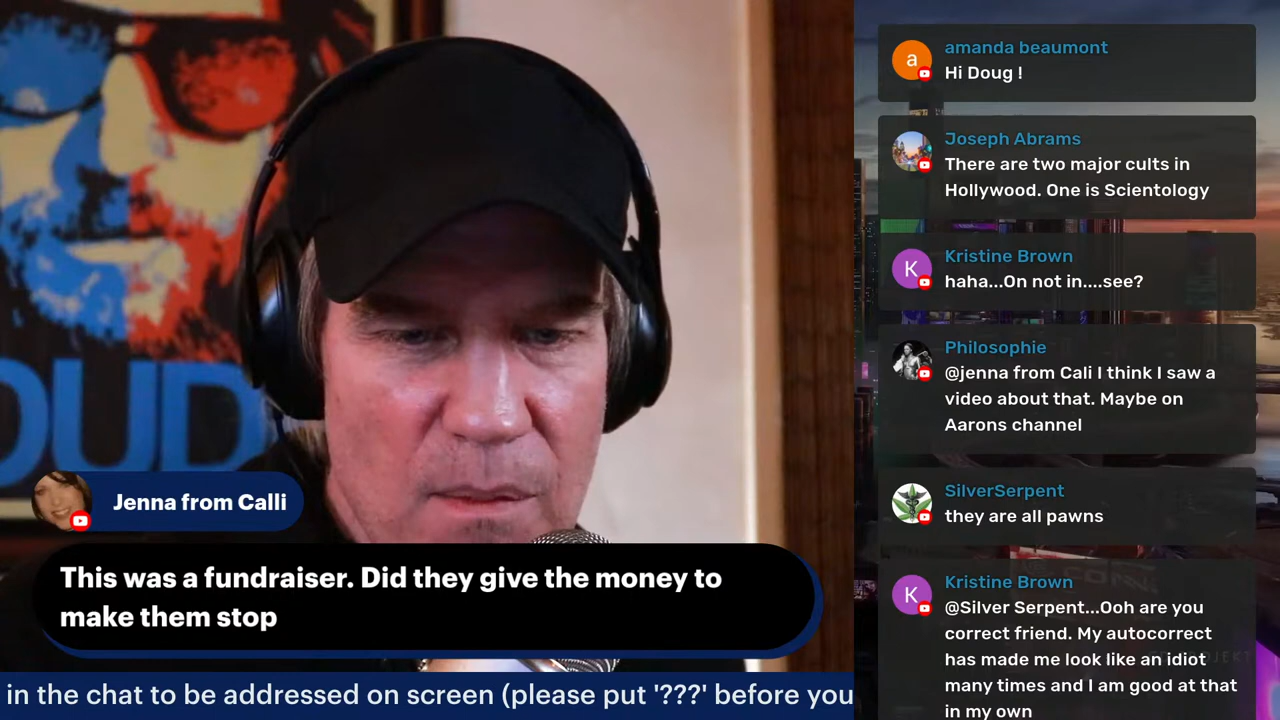 OUD
Jenna from Calli
This was a fundraiser. Did they give the money to
make them stop
in the chat to be addressed on screen (please put '???' before you
a
amanda beaumont
Hi Doug !
Joseph Abrams
There are two major cults in
Hollywood. One is Scientology
K
Kristine Brown
haha...On not in....see?
Philosophie
@jenna from Cali I think I saw a
video about that. Maybe on
Aarons channel
SilverSerpent
they are all pawns
K
Kristine Brown
@Silver Serpent...Ooh are you
correct friend. My autocorrect
has made me look like an idiot
many times and I am good at that
in my own